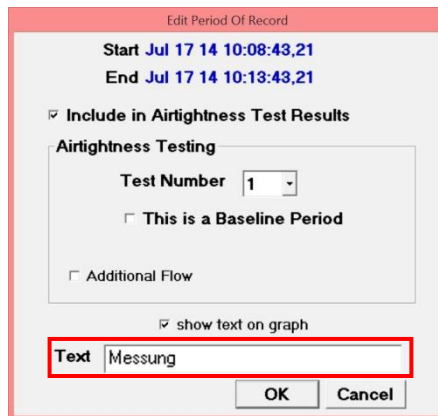 Edit Period Of Record
Start Jul 17 14 10:08:43,21
End Jul 17 14 10:13:43,21
Include in Airtightness Test Results
Airtightness Testing
Test Number 1
This is a Baseline Period
Additional Flow
show text on graph
Text Messung
OK Cancel